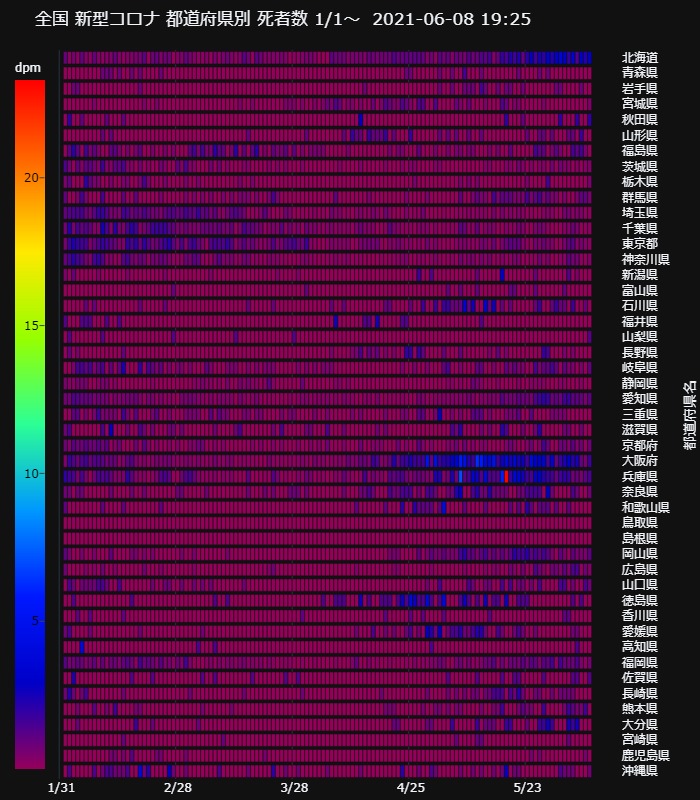 全国 新型コロナ 都道府県別 死者数 1/1～ 2021-06-08 19:25
dpm
20
15
10
5
北海道
青森県
岩手県
宮城県
秋田県
山形県
福島県
茨城県
栃木県
群馬県
埼玉県
千葉県
東京都
神奈川県
新潟県
富山県
石川県
福井県
山梨県
長野県
岐阜県
静岡県
愛知県
三重県
滋賀県
京都府
大阪府
兵庫県
奈良県
和歌山県
鳥取県
島根県
岡山県
広島県
山口県
徳島県
香川県
愛媛県
高知県
福岡県
佐賀県
長崎県
熊本県
大分県
宮崎県
鹿児島県
沖縄県
都道府県名
1/31 2/28 3/28 4/25 5/23